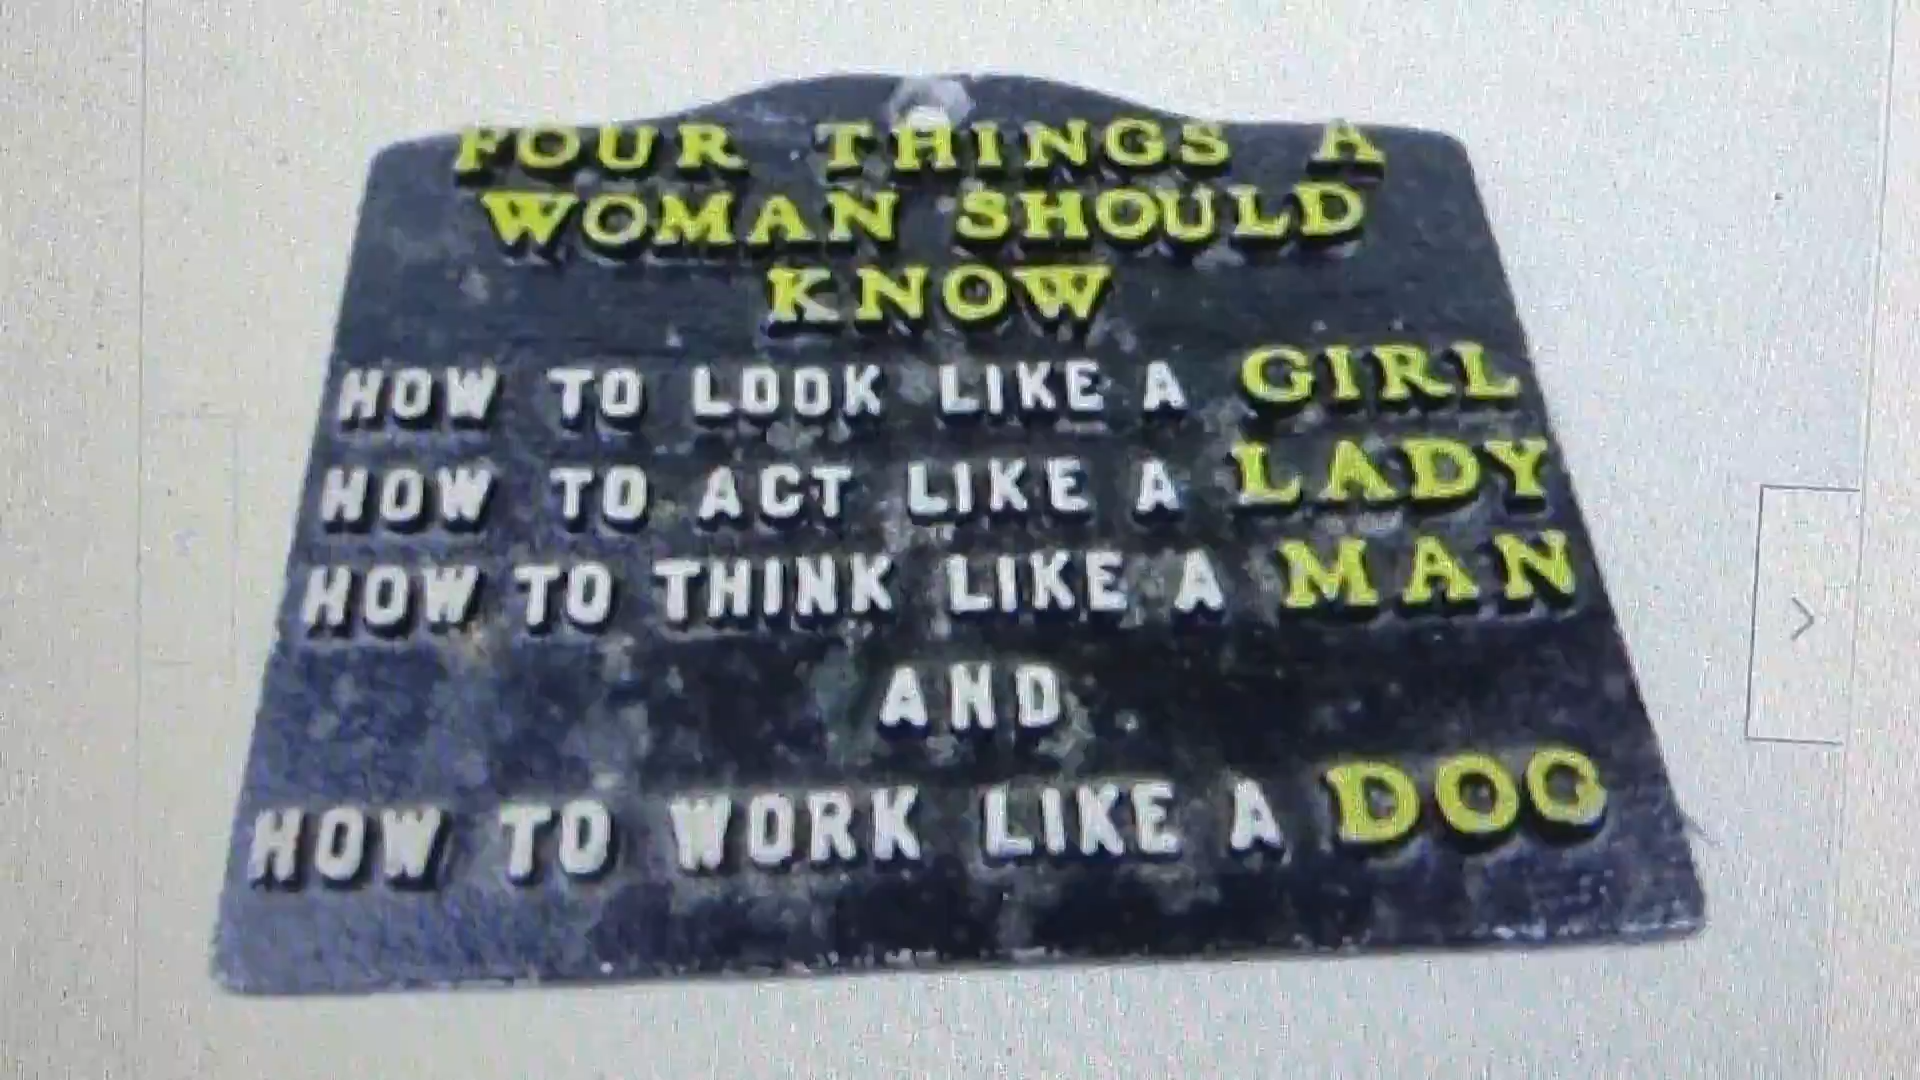 FOUR THINGS A
WOMAN SHOULD
KNOW
HOW TO LOOK LIKE A GIRL
HOW TO ACT LIKE A LADY
HOW TO THINK LIKE A MAN
AND
HOW TO WORK LIKE A DOG